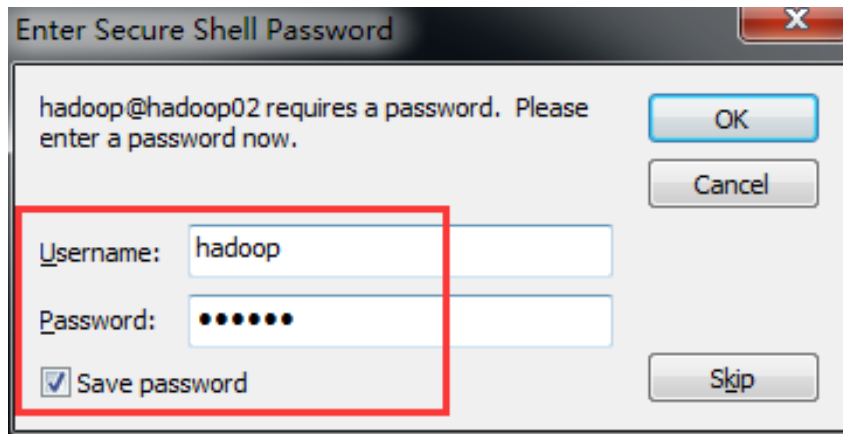 Enter Secure Shell Password
hadoop@hadoop02 requires a password. Please
enter a password now.
OK
Cancel
Username: hadoop
Password: ●●●●●●
Save password
Skip